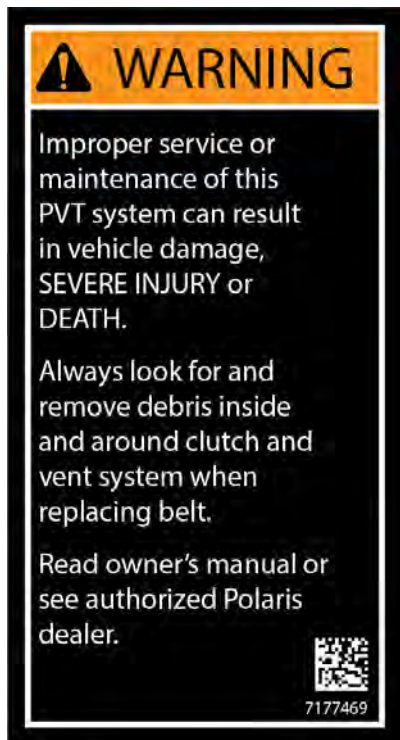 WARNING
Improper service or
maintenance of this
PVT system can result
in vehicle damage,
SEVERE INJURY or
DEATH.
Always look for and
remove debris inside
and around clutch and
vent system when
replacing belt.
Read owner's manual or
see authorized Polaris
dealer.
7177469